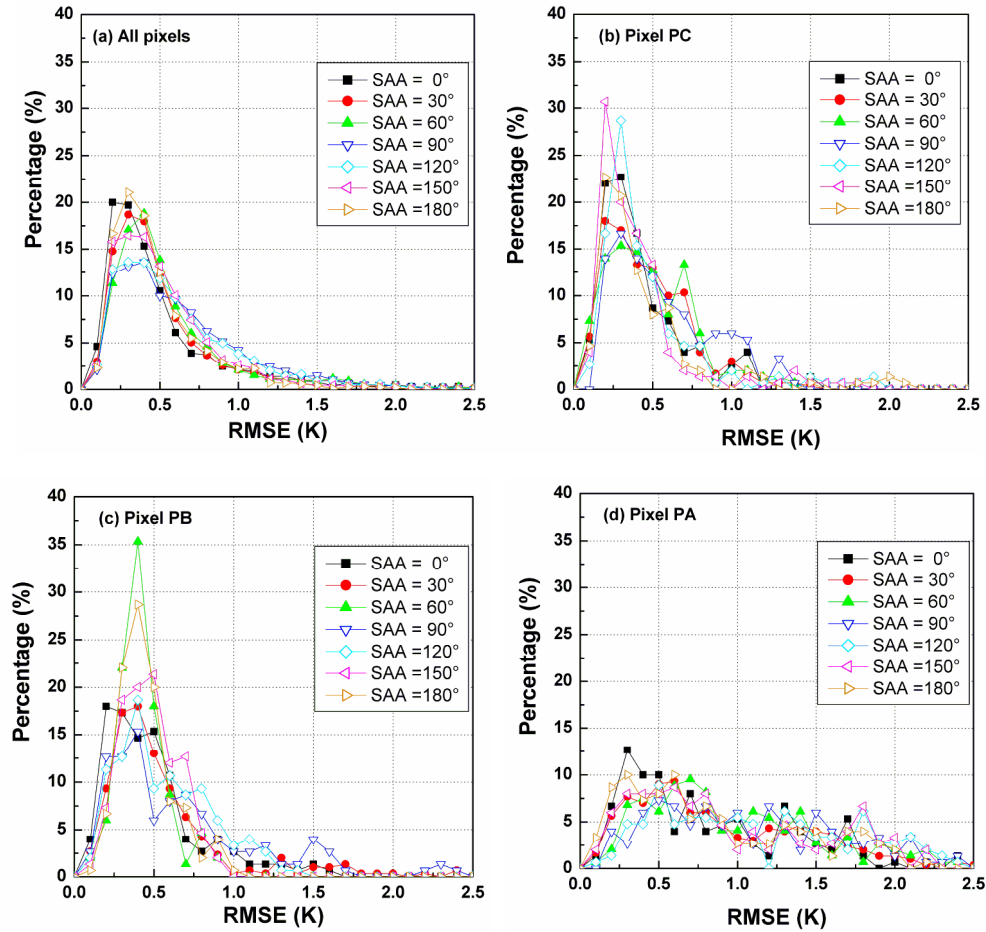 (a) All pixels
Percentage (%)
40
35
30
25
20
15
10
5
0
SAA = 0°
SAA = 30°
SAA = 60°
SAA = 90°
SAA =120°
SAA =150°
SAA =180°
0.0 0.5 1.0 1.5 2.0 2.5
RMSE (K)
(b) Pixel PC
Percentage (%)
40
35
30
25
20
15
10
5
0
SAA = 0°
SAA = 30°
SAA = 60°
SAA = 90°
SAA =120°
SAA =150°
SAA =180°
0.0 0.5 1.0 1.5 2.0 2.5
RMSE (K)
(c) Pixel PB
Percentage (%)
40
35
30
25
20
15
10
5
0
SAA = 0°
SAA = 30°
SAA = 60°
SAA = 90°
SAA =120°
SAA =150°
SAA =180°
0.0 0.5 1.0 1.5 2.0 2.5
RMSE (K)
(d) Pixel PA
Percentage (%)
40
35
30
25
20
15
10
5
0
SAA = 0°
SAA = 30°
SAA = 60°
SAA = 90°
SAA =120°
SAA =150°
SAA =180°
0.0 0.5 1.0 1.5 2.0 2.5
RMSE (K)